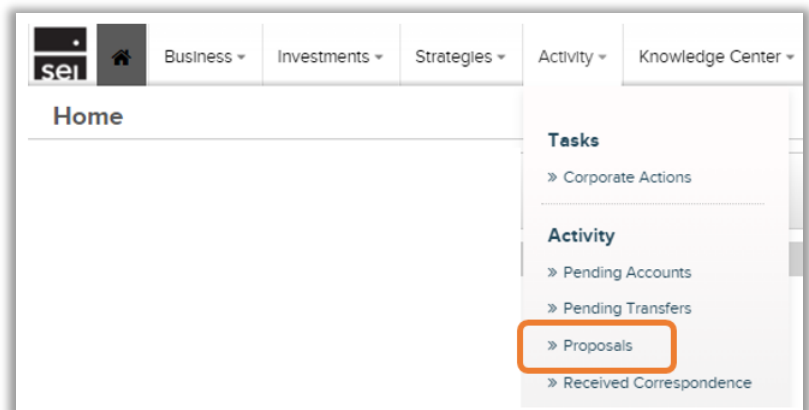 sei
Business Investments Strategies Activity Knowledge Center
Home
Tasks
» Corporate Actions
Activity
» Pending Accounts
» Pending Transfers
» Proposals
» Received Correspondence